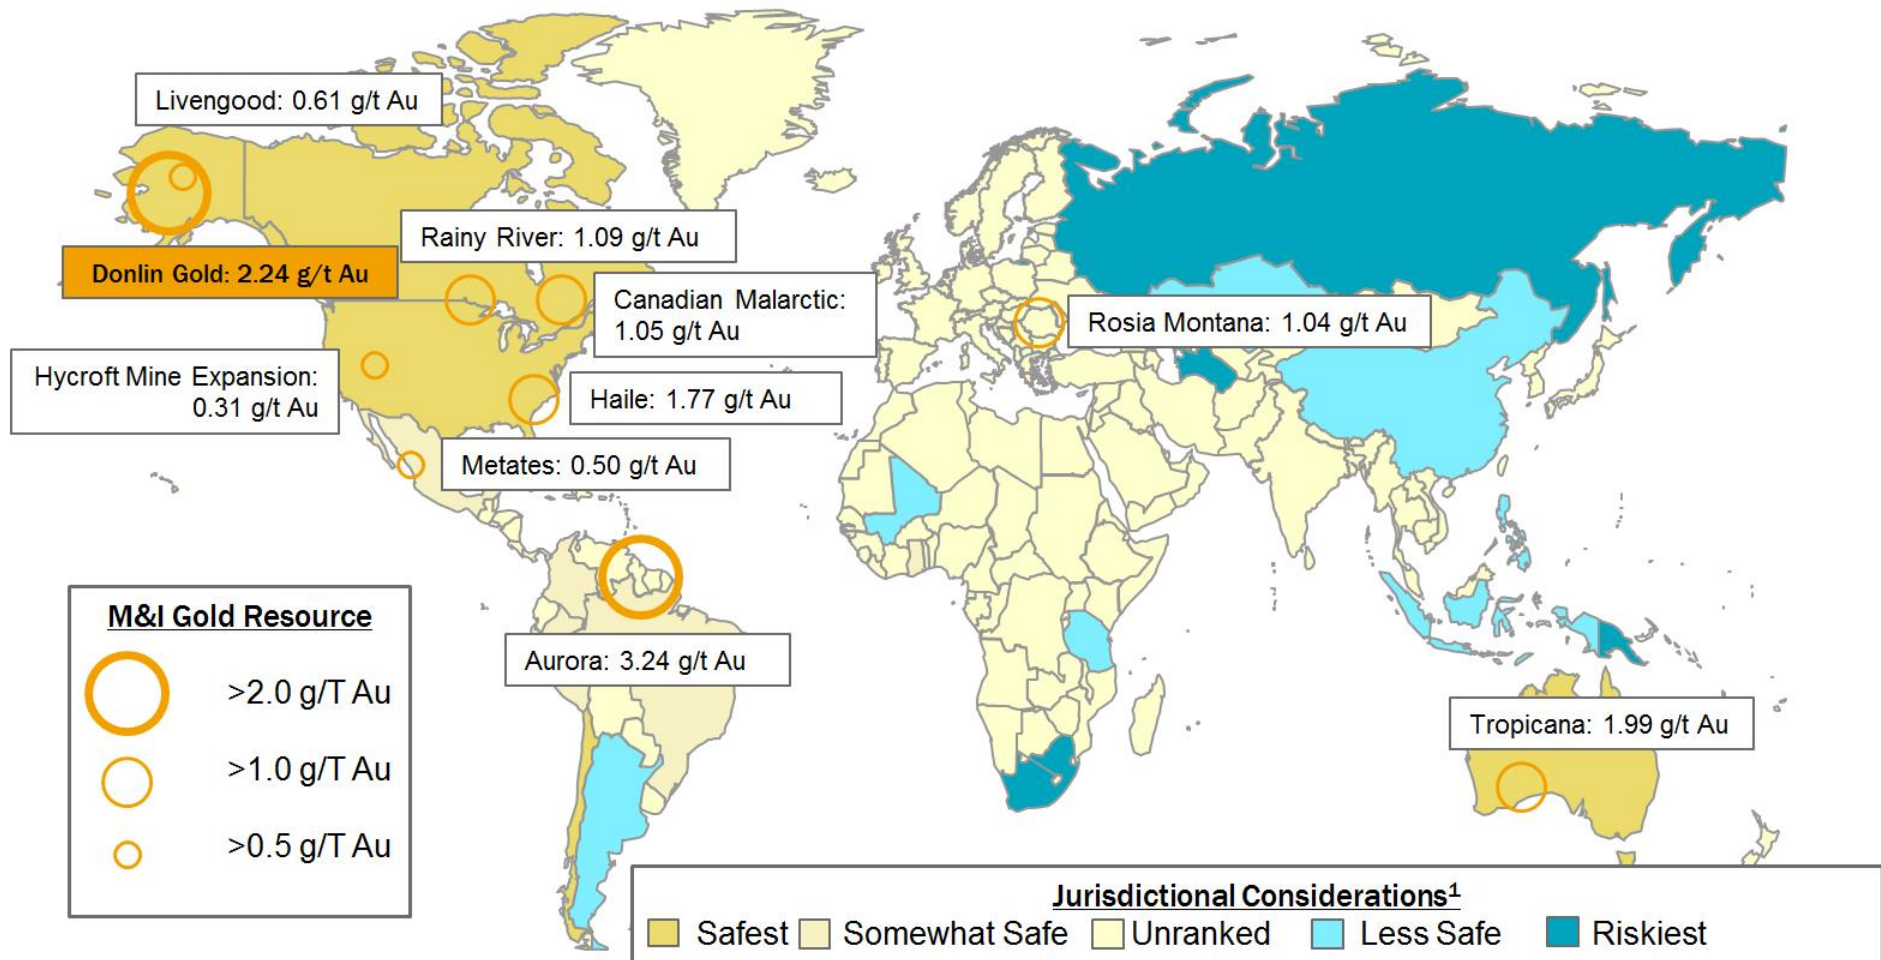 Livengood: 0.61 g/t Au
Rainy River: 1.09 g/t Au
Donlin Gold: 2.24 g/t Au
Canadian Malarctic:
1.05 g/t Au
Rosia Montana: 1.04 g/t Au
Hycroft Mine Expansion:
0.31 g/t Au
Haile: 1.77 g/t Au
Metates: 0.50 g/t Au
Aurora: 3.24 g/t Au
Tropicana: 1.99 g/t Au
M&I Gold Resource
>2.0 g/T Au
>1.0 g/T Au
>0.5 g/T Au
Jurisdictional Considerations¹
Safest Somewhat Safe Unranked Less Safe Riskiest